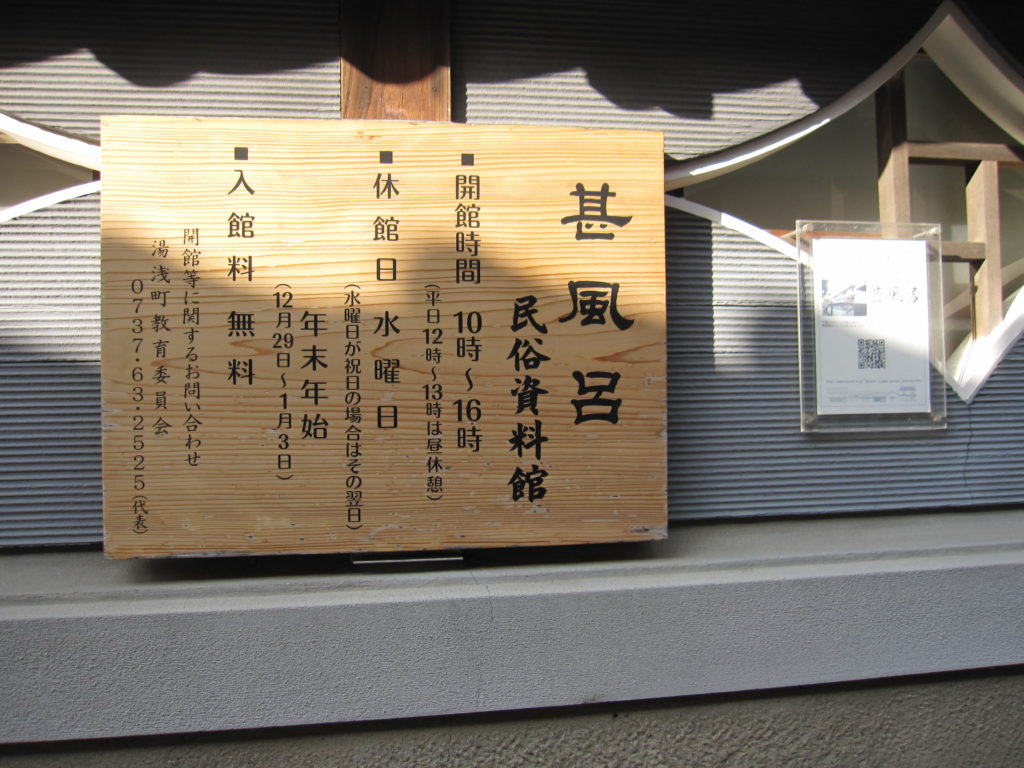 甚風呂
民俗資料館
■開館時間 10時〜16時
(平日12時〜13時は昼休憩)
■休館日 水曜日
(水曜日が祝日の場合はその翌日)
年末年始
(12月29日〜1月3日)
■入館料 無料
開館等に関するお問い合わせ
湯浅町教育委員会
0737・63・2525(代表)
甚風呂